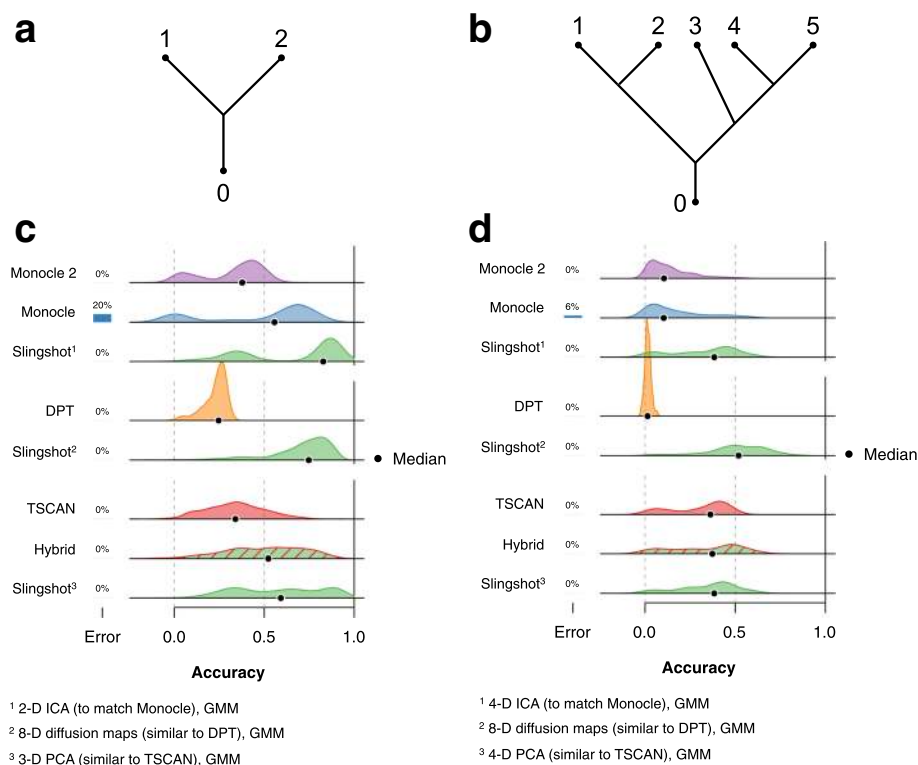 a
1 2
0
b
1 2 3 4 5
0
c
Monocle 2 0%
Monocle 20%
Slingshot¹ 0%
DPT 0%
Slingshot² 0%
Median
TSCAN 0%
Hybrid 0%
Slingshot³ 0%
Error 0.0 0.5 1.0
Accuracy
¹ 2-D ICA (to match Monocle), GMM
² 8-D diffusion maps (similar to DPT), GMM
³ 3-D PCA (similar to TSCAN), GMM
d
Monocle 2 0%
Monocle 6%
Slingshot¹ 0%
DPT 0%
Slingshot² 0%
Median
TSCAN 0%
Hybrid 0%
Slingshot³ 0%
Error 0.0 0.5 1.0
Accuracy
¹ 4-D ICA (to match Monocle), GMM
² 8-D diffusion maps (similar to DPT), GMM
³ 4-D PCA (similar to TSCAN), GMM